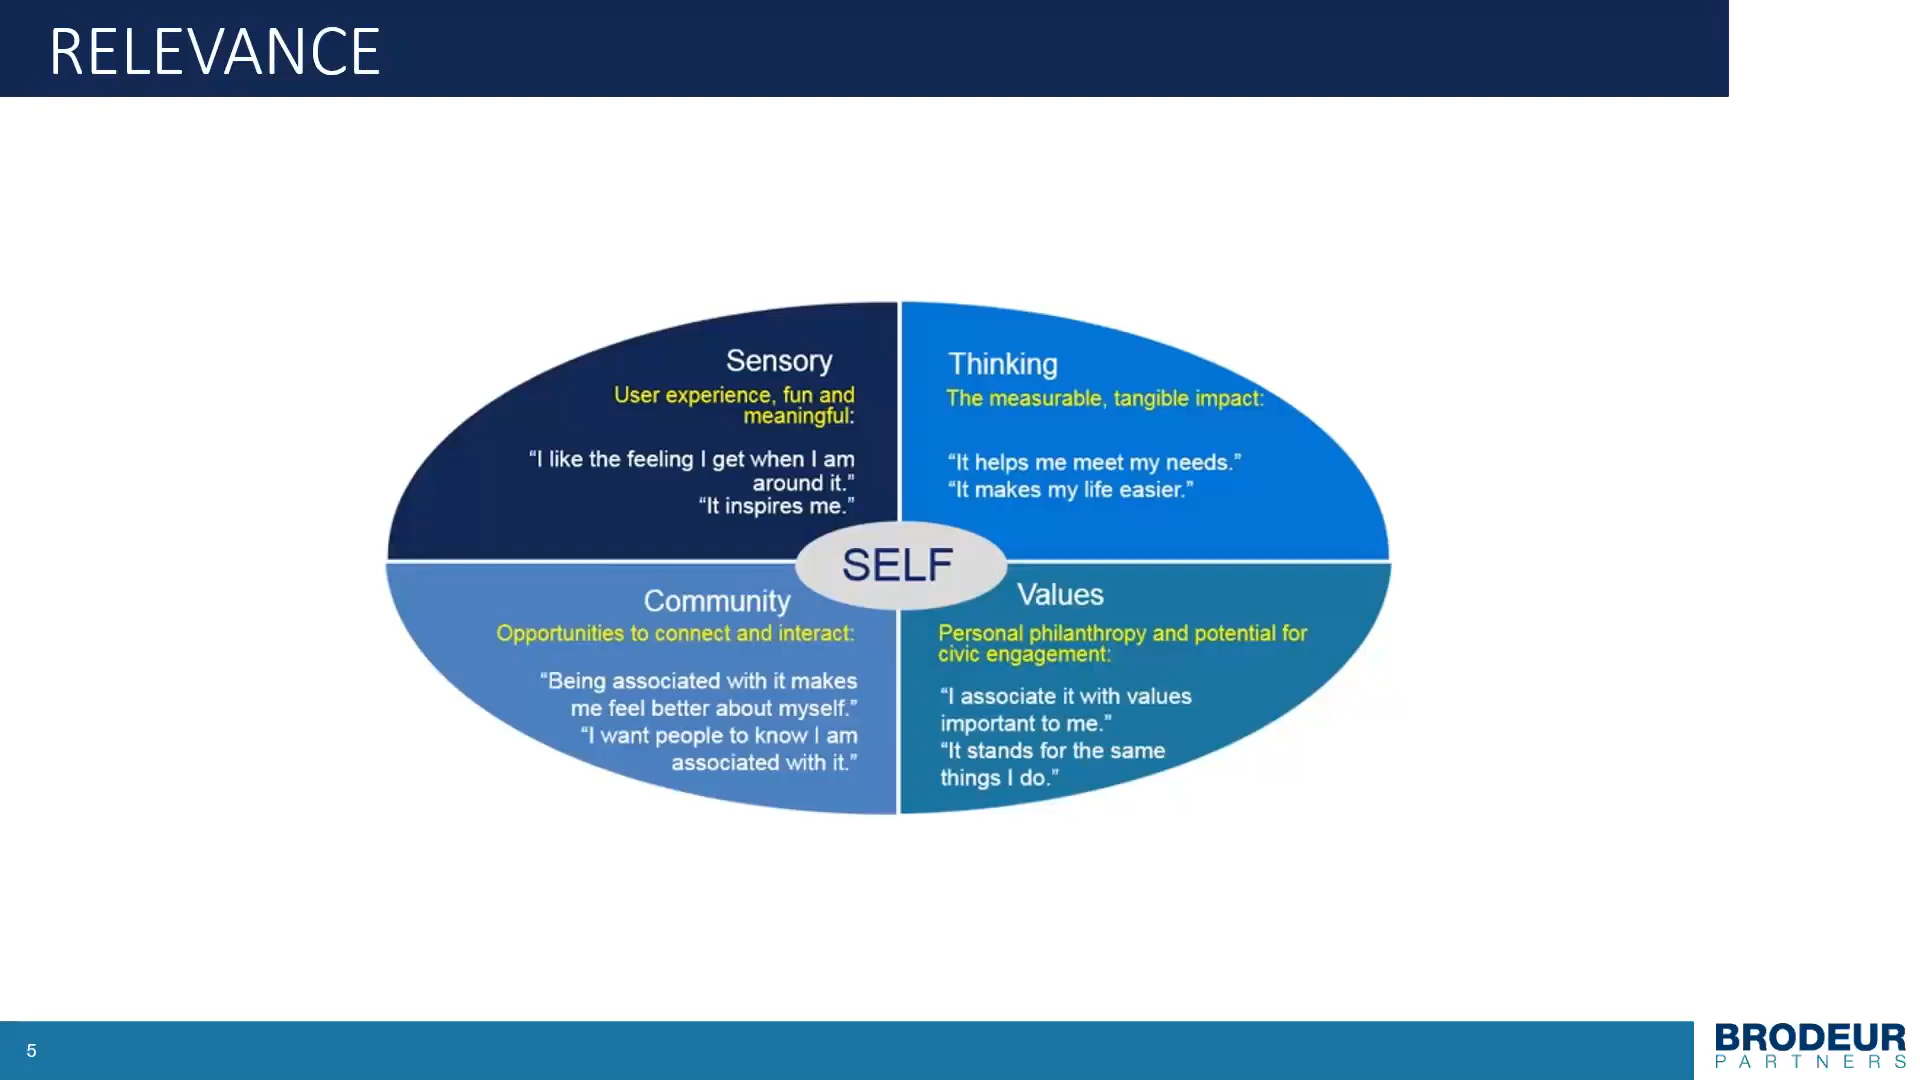 RELEVANCE
Sensory
User experience, fun and
meaningful:
“I like the feeling I get when I am
around it.”
“It inspires me.”
Thinking
The measurable, tangible impact:
“It helps me meet my needs.”
“It makes my life easier.”
SELF
Community
Opportunities to connect and interact:
“Being associated with it makes
me feel better about myself.”
“I want people to know I am
associated with it.”
Values
Personal philanthropy and potential for
civic engagement:
“I associate it with values
important to me.”
“It stands for the same
things I do.”
5
BRODEUR
PARTNERS